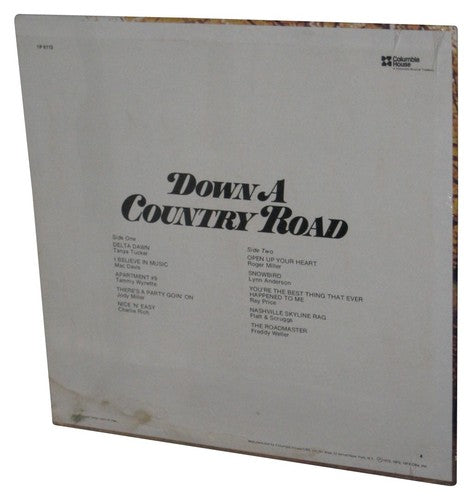 1P 6113
Columbia
House
DOWN A
COUNTRY ROAD
Side One
DELTA DAWN
Tanya Tucker
I BELIEVE IN MUSIC
Mac Davis
APARTMENT #9
Tammy Wynette
THERE'S A PARTY GOIN' ON
Jody Miller
NICE 'N' EASY
Charlie Rich
Side Two
OPEN UP YOUR HEART
Roger Miller
SNOWBIRD
Lynn Anderson
YOU'RE THE BEST THING THAT EVER
HAPPENED TO ME
Ray Price
NASHVILLE SKYLINE RAG
Flatt & Scruggs
THE ROADMASTER
Freddy Weller